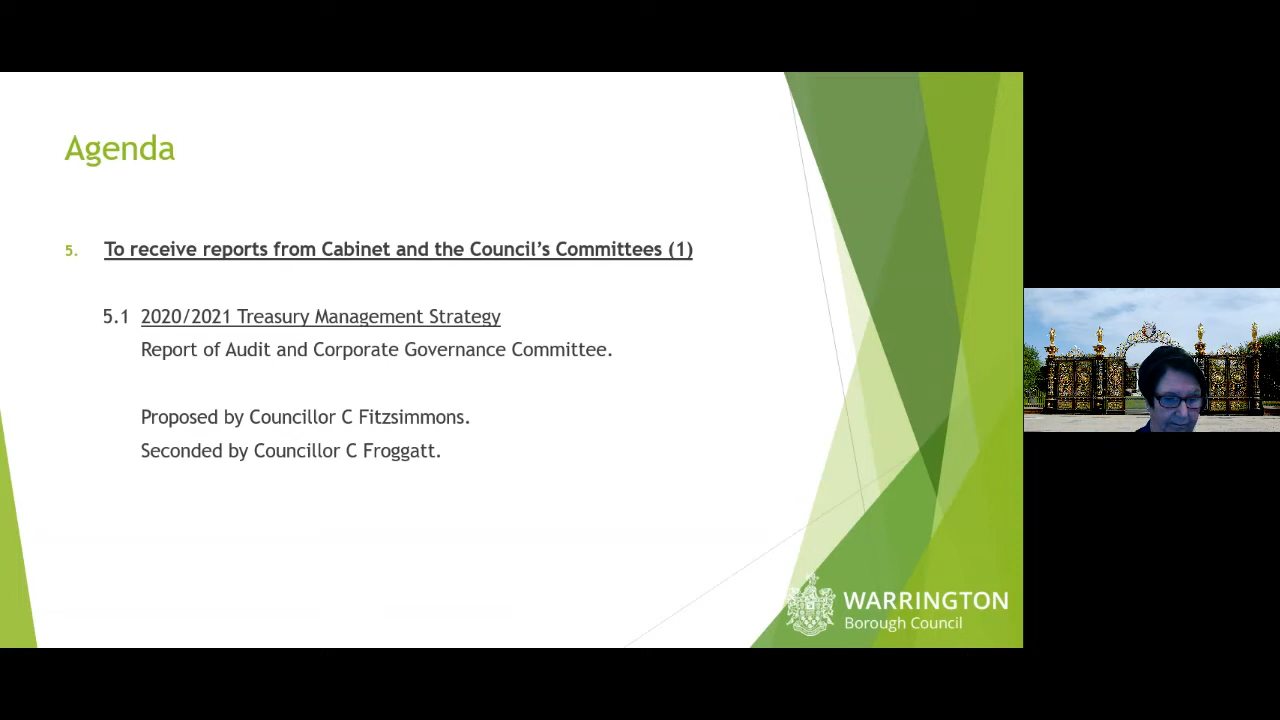 Agenda
5. To receive reports from Cabinet and the Council's Committees (1)
5.1 2020/2021 Treasury Management Strategy
Report of Audit and Corporate Governance Committee.
Proposed by Councillor C Fitzsimmons.
Seconded by Councillor C Froggatt.
WARRINGTON
Borough Council